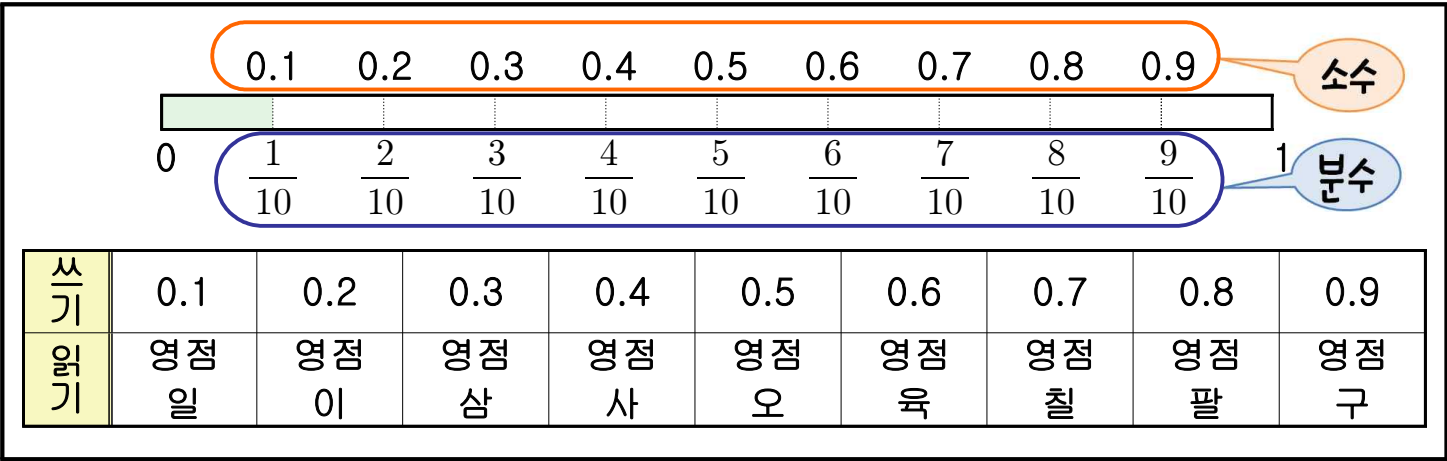 0.1 0.2 0.3 0.4 0.5 0.6 0.7 0.8 0.9 소수
0 1/10 2/10 3/10 4/10 5/10 6/10 7/10 8/10 9/10 1 분수
쓰기 0.1 0.2 0.3 0.4 0.5 0.6 0.7 0.8 0.9
읽기 영점일 영점이 영점삼 영점사 영점오 영점육 영점칠 영점팔 영점구